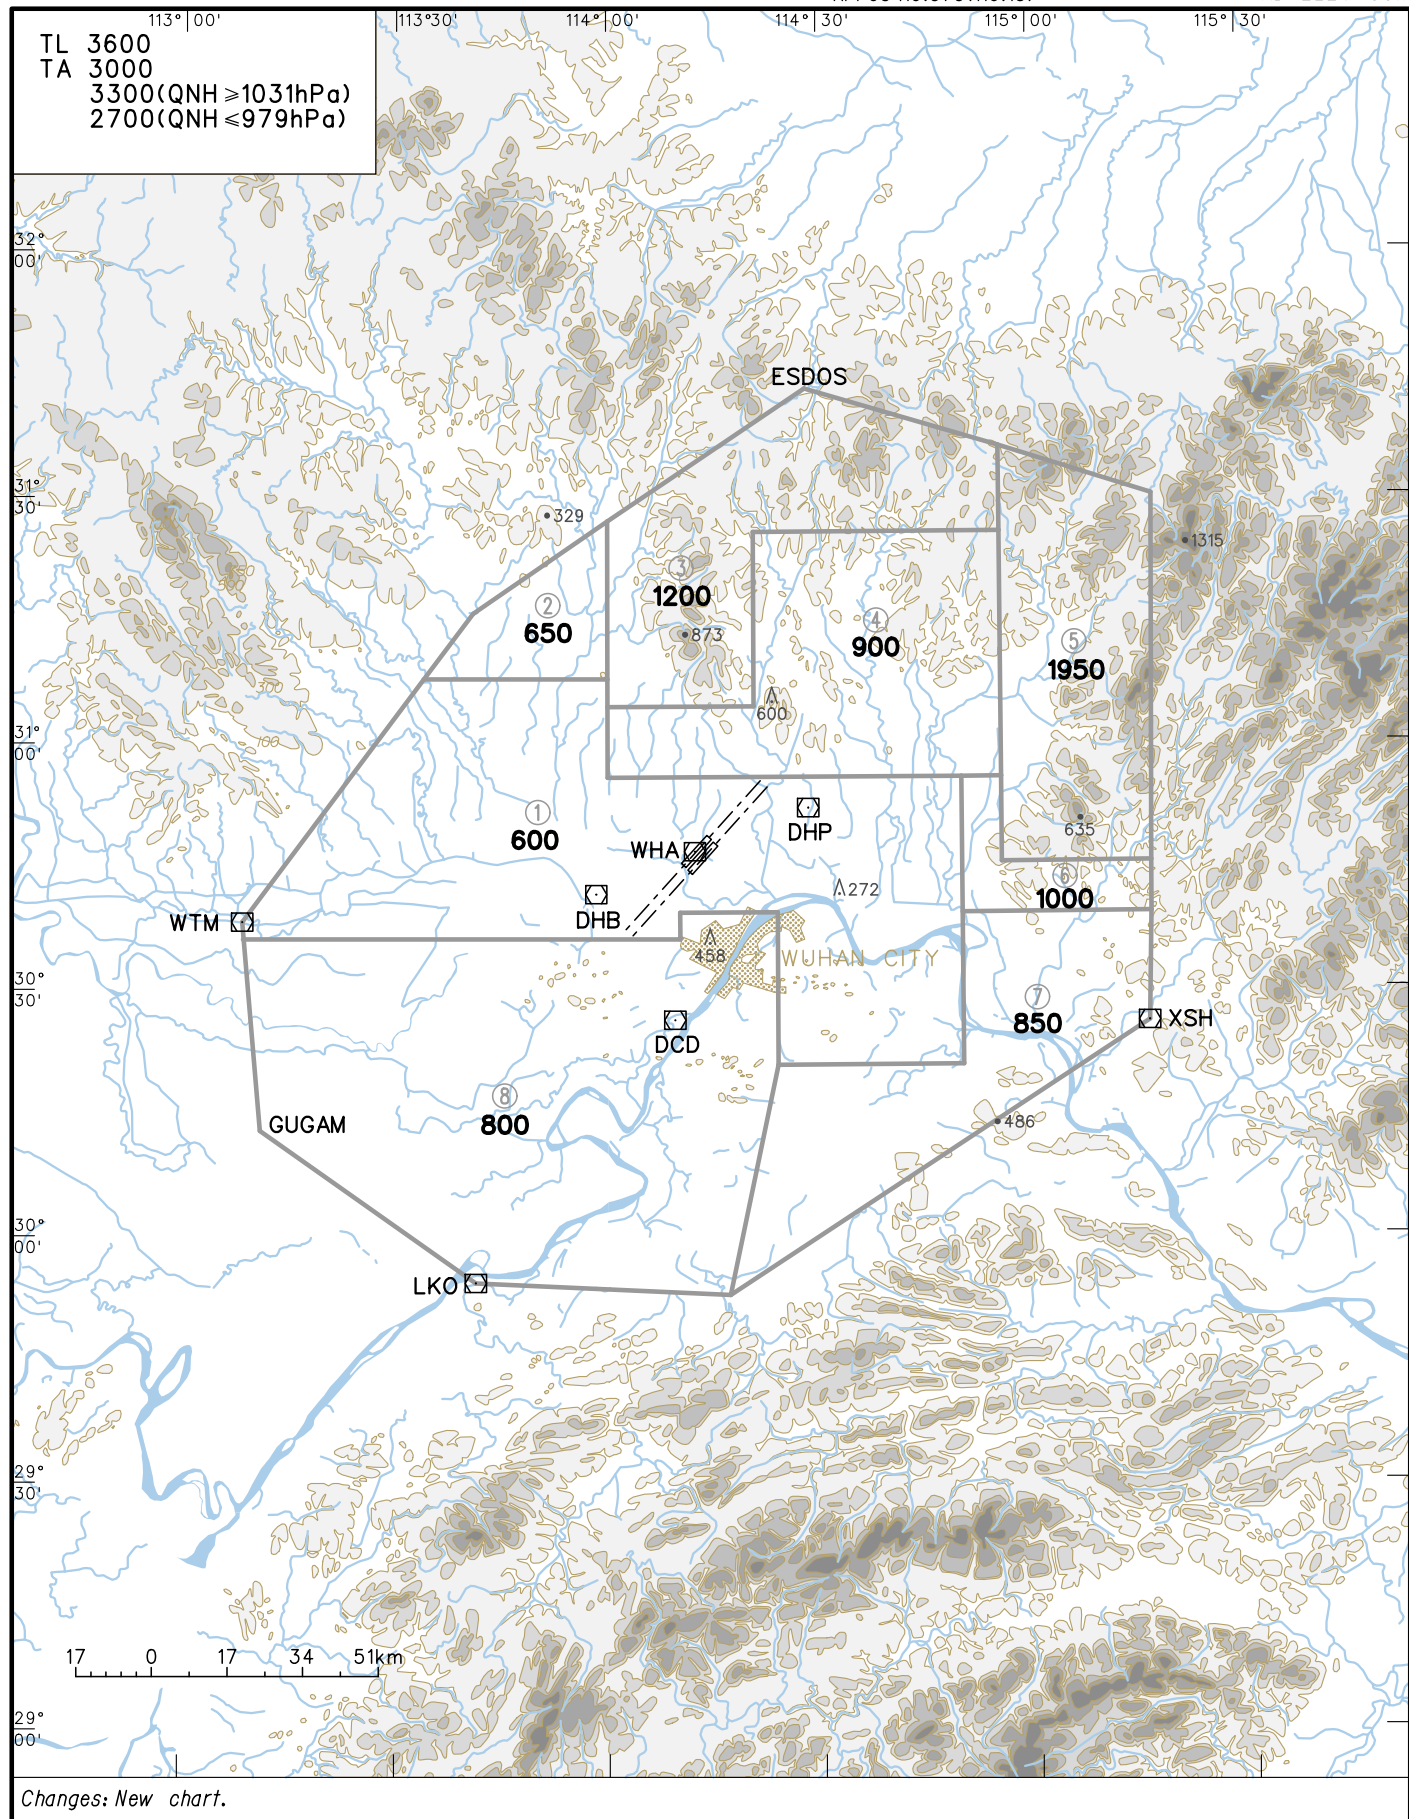 113° 00'
113° 30'
114° 00'
114° 30'
115° 00'
115° 30'
TL 3600
TA 3000
3300(QNH ≥1031hPa)
2700(QNH ≤979hPa)
32°
00'
ESDOS
31°
30'
329
1315
③
1200
②
650
873
④
900
⑤
1950
600
300
100
31°
00'
①
600
DHP
635
WHA
272
⑥
1000
DHB
WTM
458
WUHAN CITY
30°
30'
⑦
850
XSH
DCD
⑧
800
GUGAM
486
30°
00'
LKO
29°
30'
17 0 17 34 51km
29°
00'
Changes: New chart.